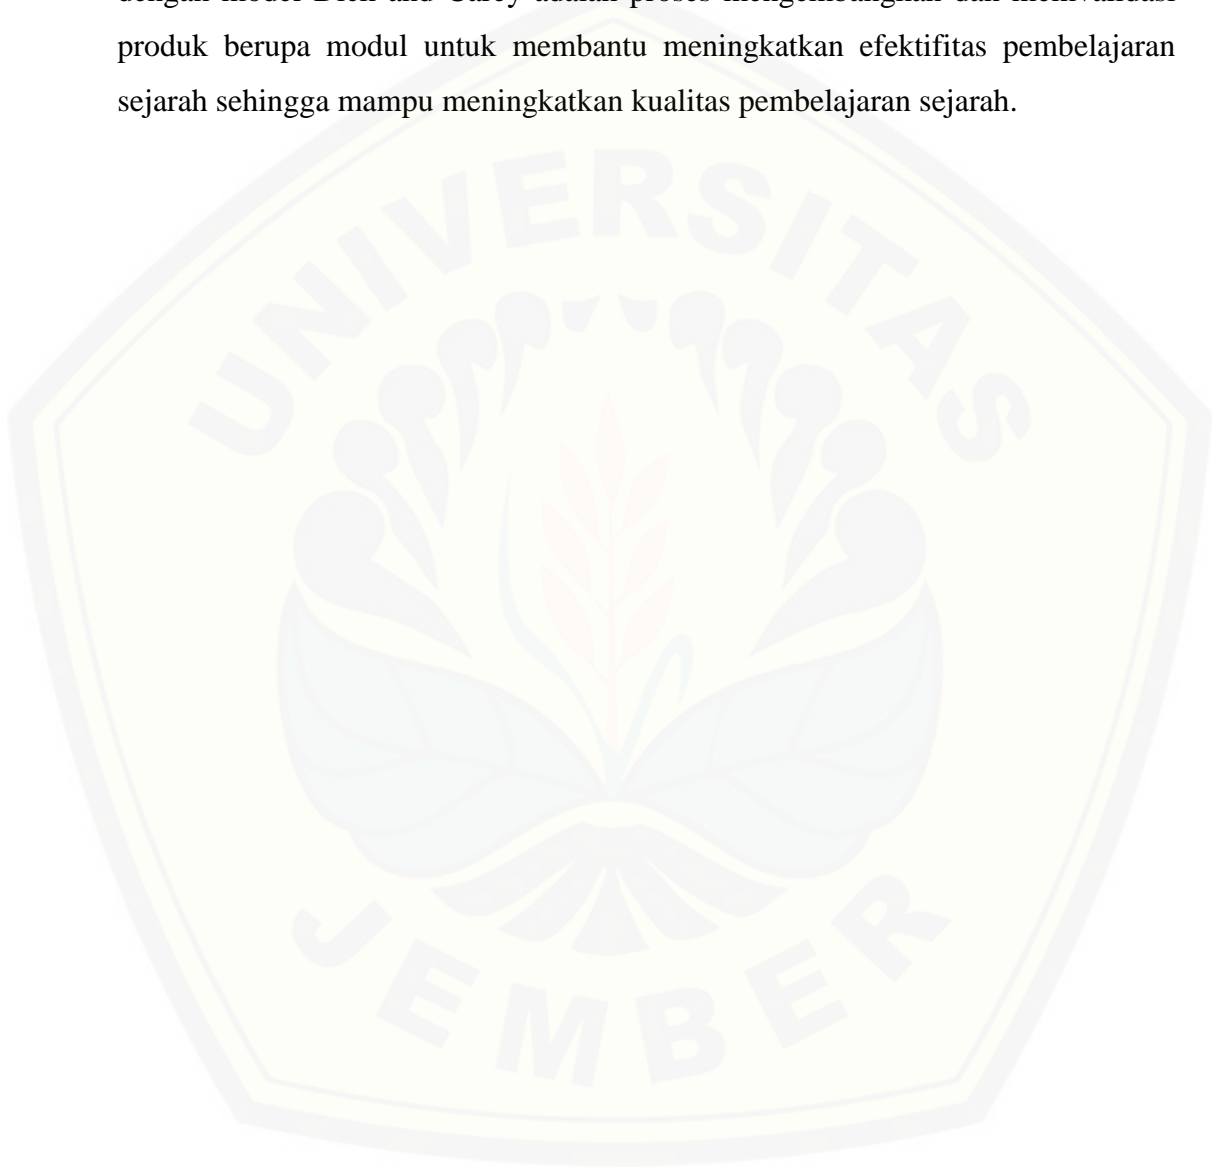 dengan model Dick and Carey adalah proses mengembangkan dan memvalidasi
produk berupa modul untuk membantu meningkatkan efektifitas pembelajaran
sejarah sehingga mampu meningkatkan kualitas pembelajaran sejarah.
UNIVERSITAS
JEMBER